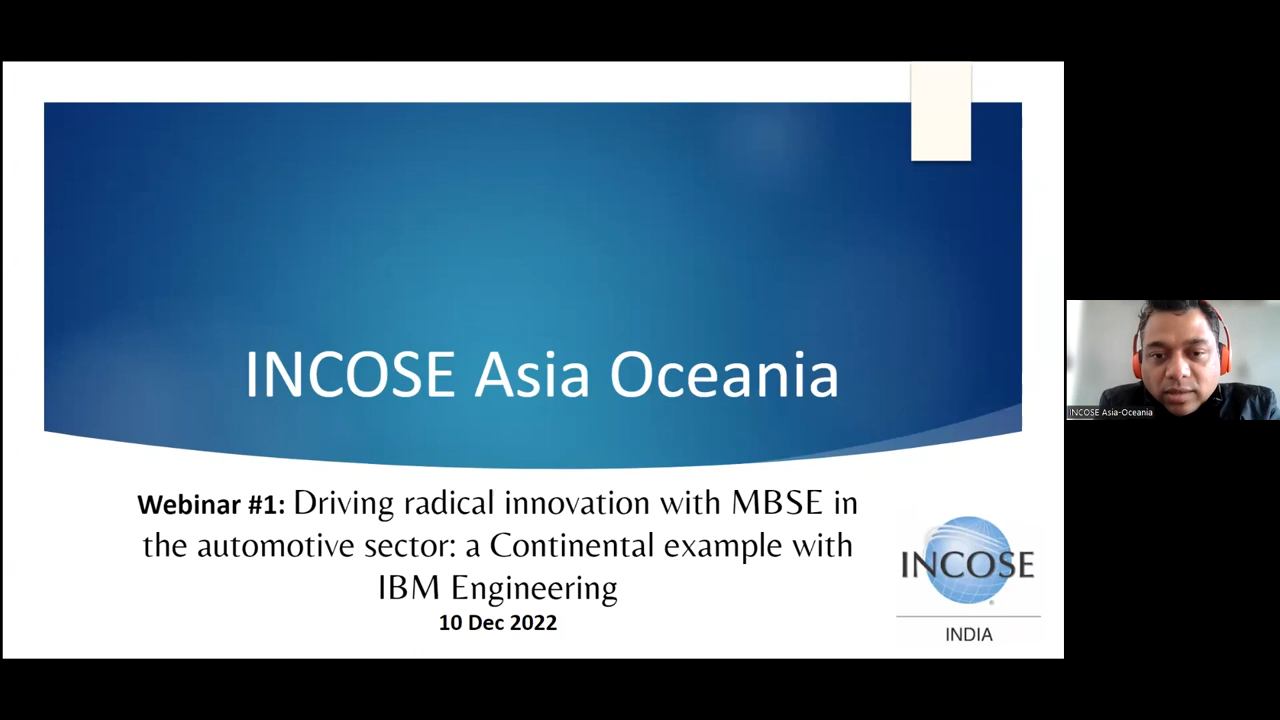 INCOSE Asia Oceania
Webinar #1: Driving radical innovation with MBSE in
the automotive sector: a Continental example with
IBM Engineering
10 Dec 2022
INCOSE
INDIA
INCOSE Asia-Oceania